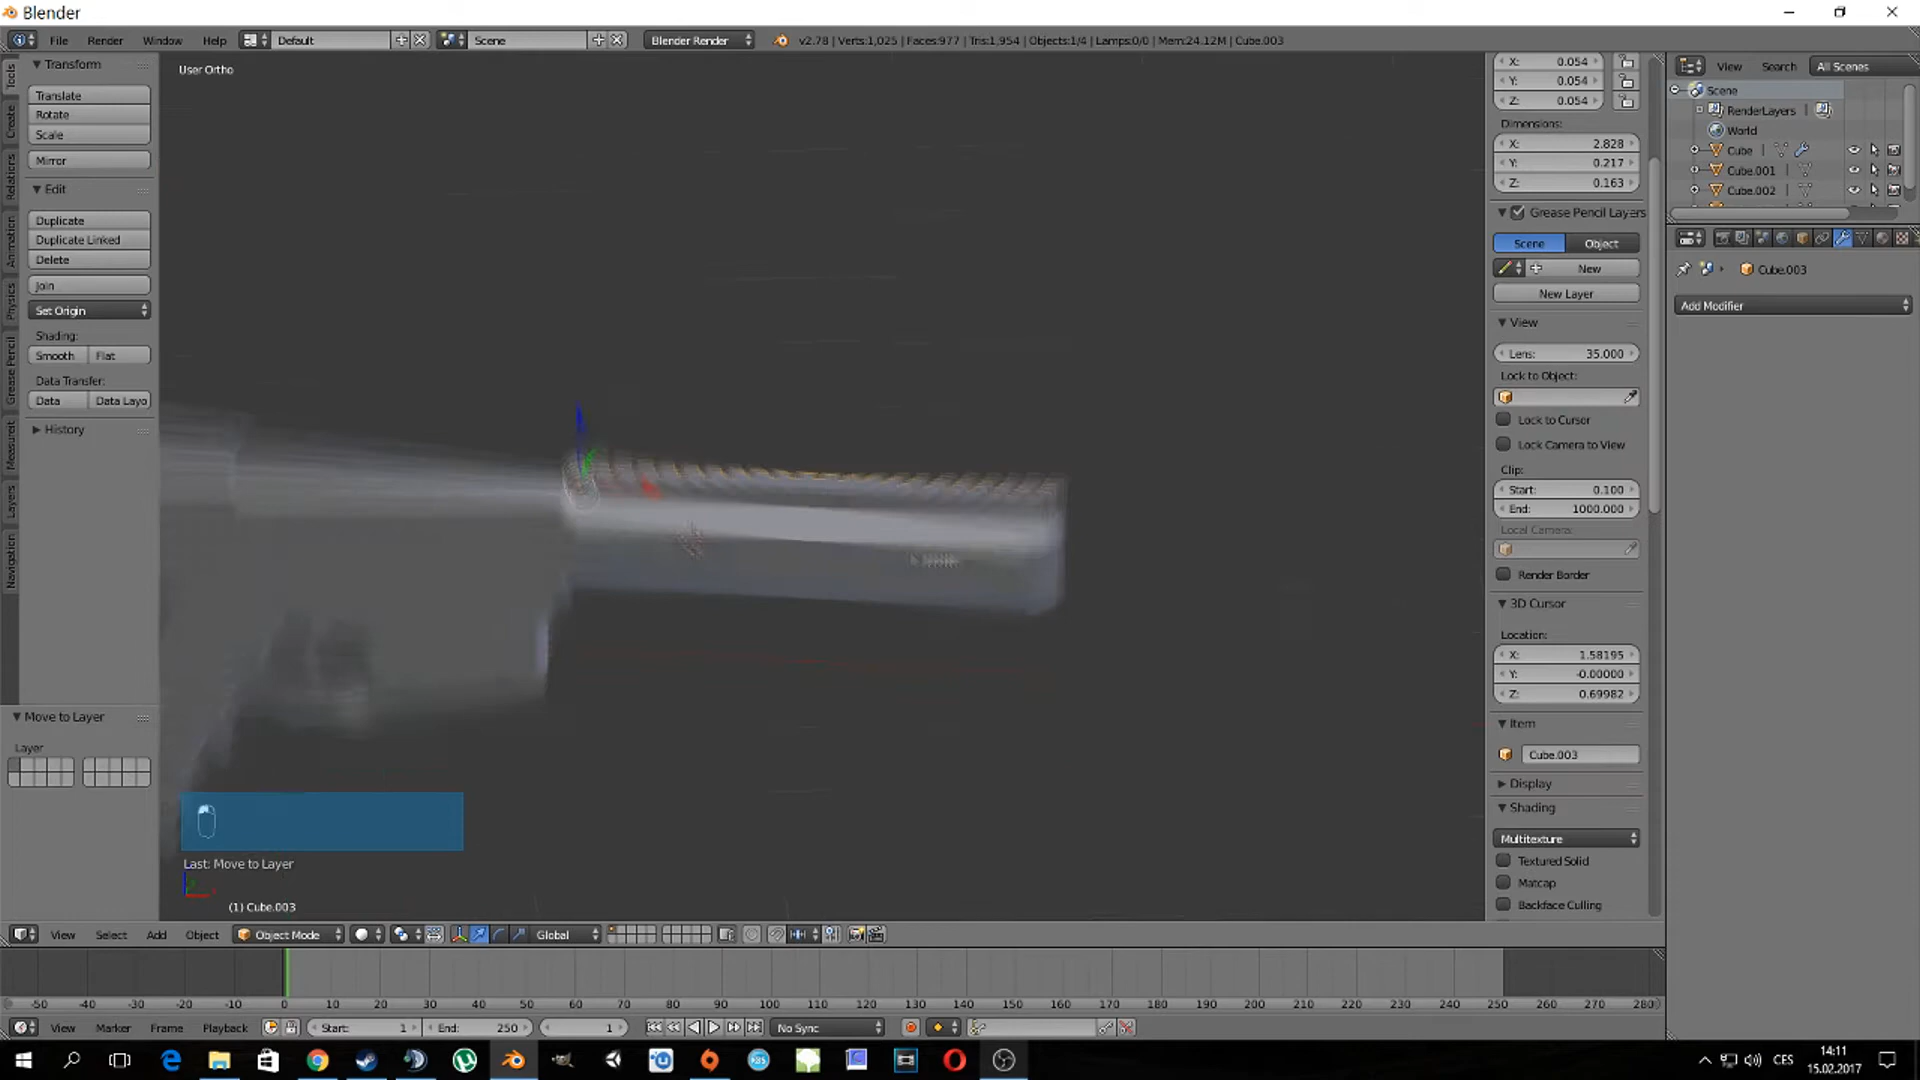 Blender
File Render Window Help Default Scene Blender Render v2.78 | Verts:1,025 | Faces:977 | Tris:1,954 | Objects:1/4 | Lamps:0/0 | Mem:24.12M | Cube.003
Tools
Create
Relations
Animation
Physics
Grease Pencil
Measureit
Layers
Navigation
Transform
Translate
Rotate
Scale
Mirror
Edit
Duplicate
Duplicate Linked
Delete
Join
Set Origin
Shading:
Smooth Flat
Data Transfer:
Data Data Layo
History
Move to Layer
Layer
User Ortho
Last: Move to Layer
(1) Cube.003
X: 0.054
Y: 0.054
Z: 0.054
Dimensions:
X: 2.828
Y: 0.217
Z: 0.163
Grease Pencil Layers
Scene Object
New
New Layer
View
Lens: 35.000
Lock to Object:
Lock to Cursor
Lock Camera to View
Clip:
Start: 0.100
End: 1000.000
Local Camera:
Render Border
3D Cursor
Location:
X: 1.58195
Y: -0.00000
Z: 0.69982
Item
Cube.003
Display
Shading
Multitexture
Textured Solid
Matcap
Backface Culling
View Search All Scenes
Scene
RenderLayers
World
Cube
Cube.001
Cube.002
Cube.003
Add Modifier
View Select Add Object Object Mode Global
-50 -40 -30 -20 -10 0 10 20 30 40 50 60 70 80 90 100 110 120 130 140 150 160 170 180 190 200 210 220 230 240 250 260 270 280
View Marker Frame Playback Start: 1 End: 250 1 No Sync
CES
14:11
15.02.2017